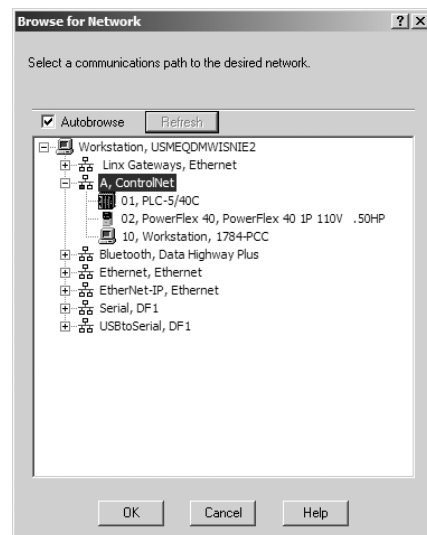 Browse for Network
Select a communications path to the desired network.
Autobrowse Refresh
Workstation, USMEQDMWISNIE2
Linx Gateways, Ethernet
A, ControlNet
01, PLC-5/40C
02, PowerFlex 40, PowerFlex 40 1P 110V .50HP
10, Workstation, 1784-PCC
Bluetooth, Data Highway Plus
Ethernet, Ethernet
EtherNet-IP, Ethernet
Serial, DF1
USBtoSerial, DF1
OK Cancel Help